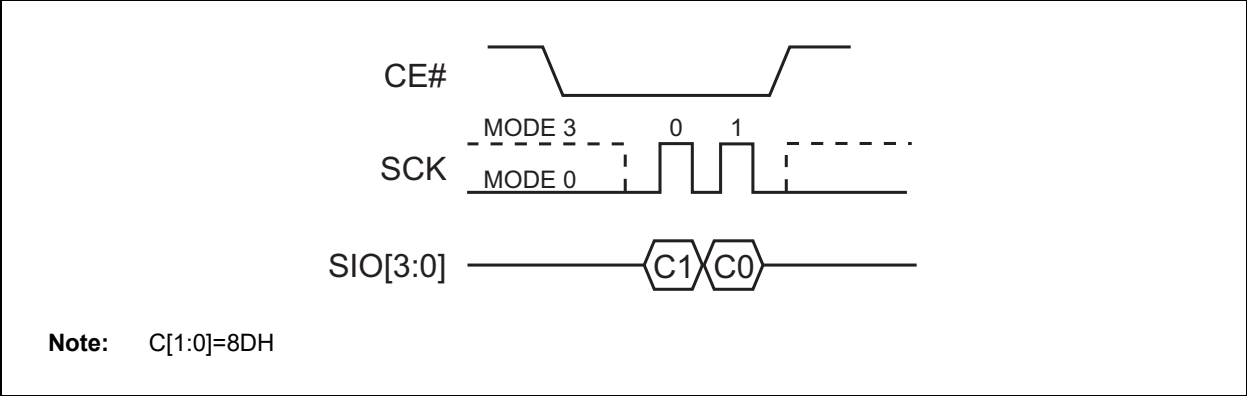 CE#
MODE 3 0 1
SCK
MODE 0
SIO[3:0] C1 C0
Note: C[1:0]=8DH